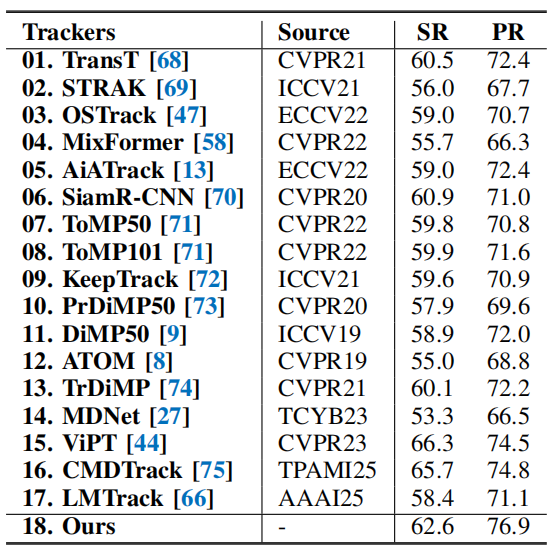 Trackers Source SR PR
01. TransT [68] CVPR21 60.5 72.4
02. STRAK [69] ICCV21 56.0 67.7
03. OSTrack [47] ECCV22 59.0 70.7
04. MixFormer [58] CVPR22 55.7 66.3
05. AiATrack [13] ECCV22 59.0 72.4
06. SiamR-CNN [70] CVPR20 60.9 71.0
07. ToMP50 [71] CVPR22 59.8 70.8
08. ToMP101 [71] CVPR22 59.9 71.6
09. KeepTrack [72] ICCV21 59.6 70.9
10. PrDiMP50 [73] CVPR20 57.9 69.6
11. DiMP50 [9] ICCV19 58.9 72.0
12. ATOM [8] CVPR19 55.0 68.8
13. TrDiMP [74] CVPR21 60.1 72.2
14. MDNet [27] TCYB23 53.3 66.5
15. ViPT [44] CVPR23 66.3 74.5
16. CMDTrack [75] TPAMI25 65.7 74.8
17. LMTrack [66] AAAI25 58.4 71.1
18. Ours - 62.6 76.9